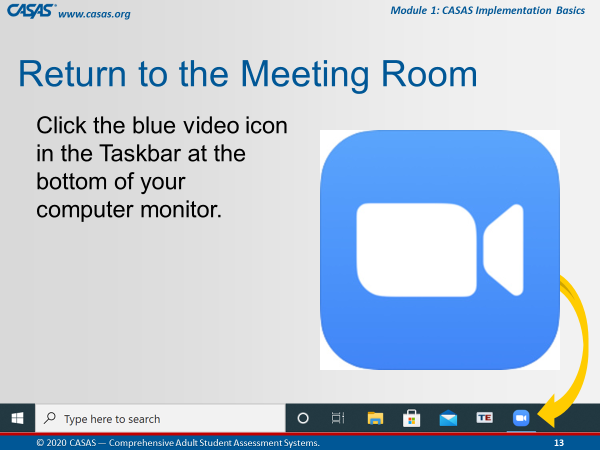 CASAS www.casas.org
Module 1: CASAS Implementation Basics
Return to the Meeting Room
Click the blue video icon
in the Taskbar at the
bottom of your
computer monitor.
Type here to search
TE
© 2020 CASAS — Comprehensive Adult Student Assessment Systems.
13